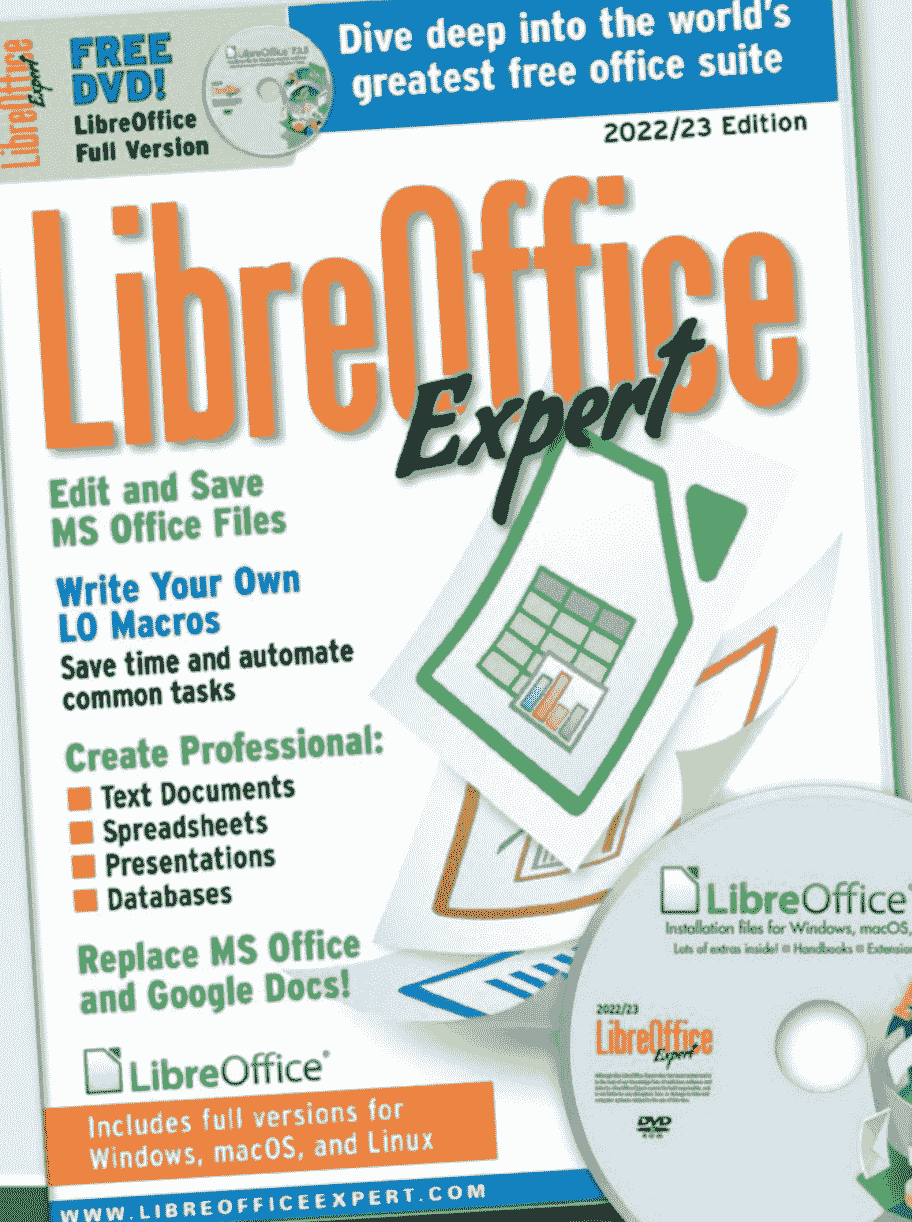 LibreOffice
Expert
FREE
DVD!
LibreOffice
Full Version
Dive deep into the world's
greatest free office suite
2022/23 Edition
LibreOffice
Expert
Edit and Save
MS Office Files
Write Your Own
LO Macros
Save time and automate
common tasks
Create Professional:
Text Documents
Spreadsheets
Presentations
Databases
Replace MS Office
and Google Docs!
LibreOffice®
Includes full versions for
Windows, macOS, and Linux
WWW.LIBREOFFICEEXPERT.COM
LibreOffice®
Installation files for Windows, macOS,
Lots of extras inside! ■ Handbooks ■
2022/23
LibreOffice
Expert
DVD